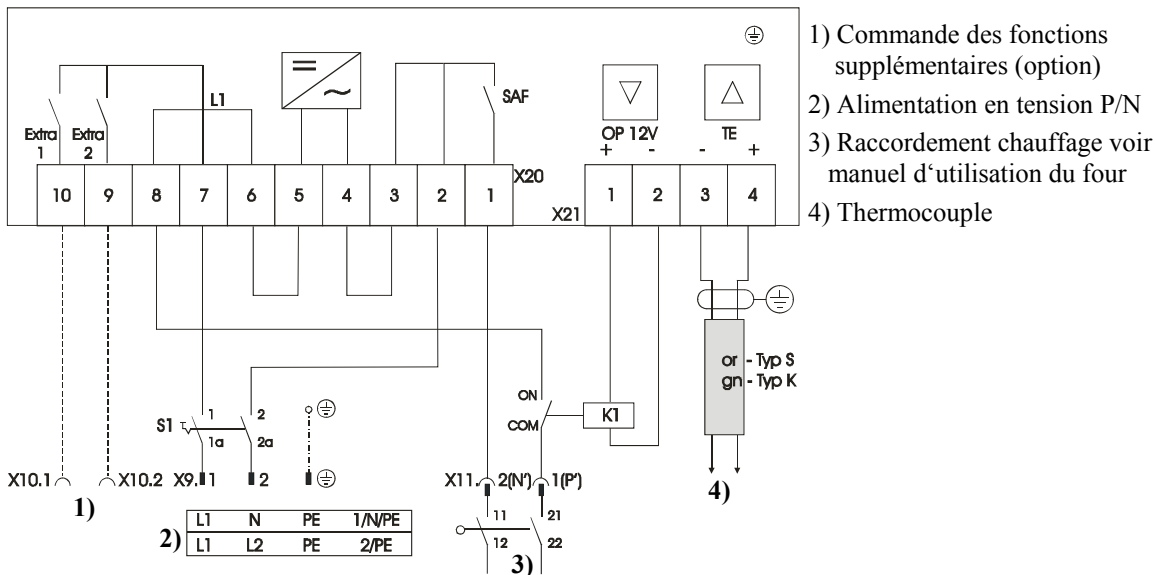 1) Commande des fonctions
supplémentaires (option)
2) Alimentation en tension P/N
3) Raccordement chauffage voir
manuel d‘utilisation du four
4) Thermocouple
L1
SAF
Extra
1
Extra
2
OP 12V
TE
+ - - +
X20
10 9 8 7 6 5 4 3 2 1
X21
1 2 3 4
or - Typ S
gn - Typ K
ON
COM
K1
S1
1 2
1a 2a
X10.1 X10.2 X9. 1 2
X11. 2(N') 1(P')
1)
4)
2)
L1 N PE 1/N/PE
L1 L2 PE 2/PE
11 21
12 22
3)